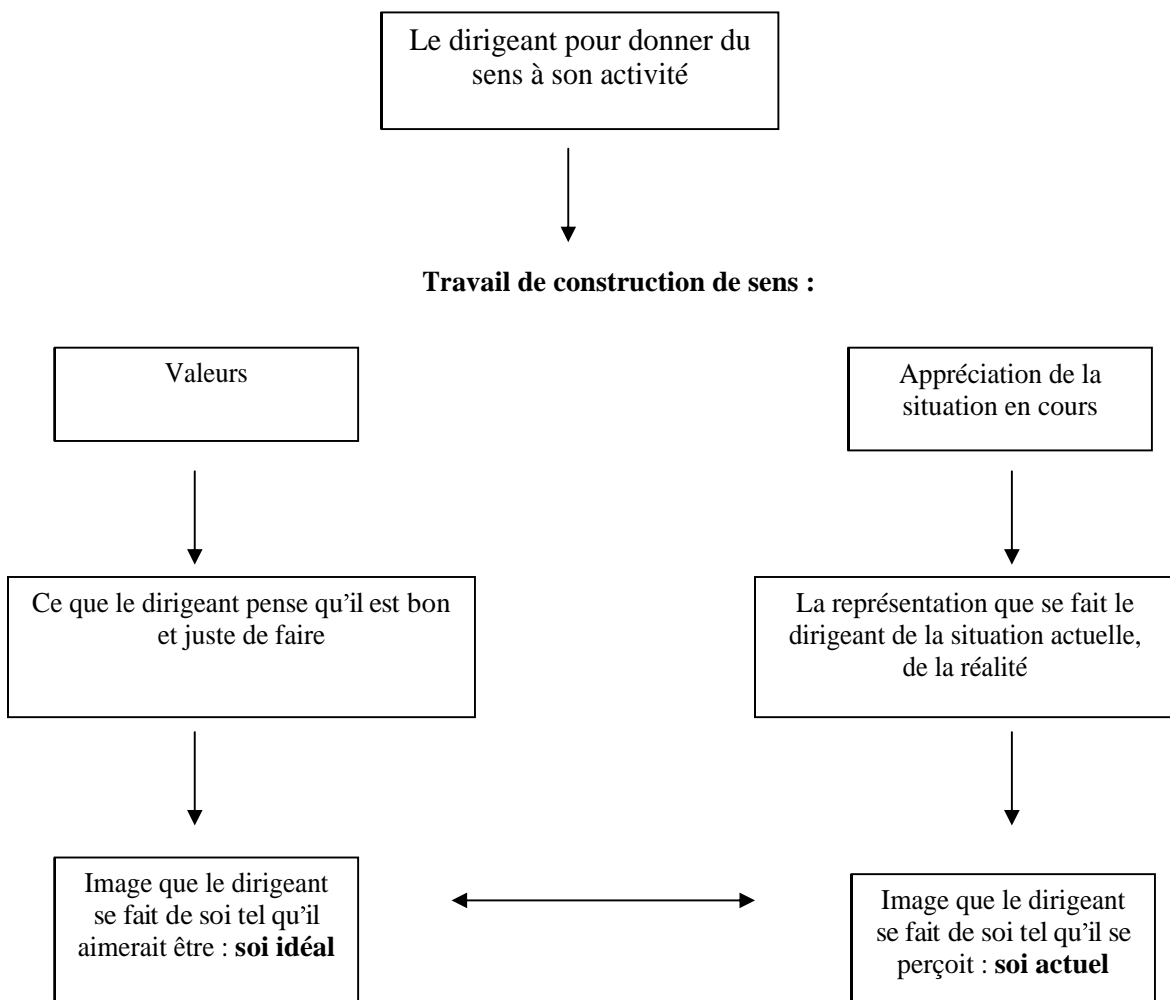 Le dirigeant pour donner du
sens à son activité
Travail de construction de sens :
Valeurs
Appréciation de la
situation en cours
Ce que le dirigeant pense qu’il est bon
et juste de faire
La représentation que se fait le
dirigeant de la situation actuelle,
de la réalité
Image que le dirigeant
se fait de soi tel qu’il
aimerait être : soi idéal
Image que le dirigeant
se fait de soi tel qu’il se
perçoit : soi actuel